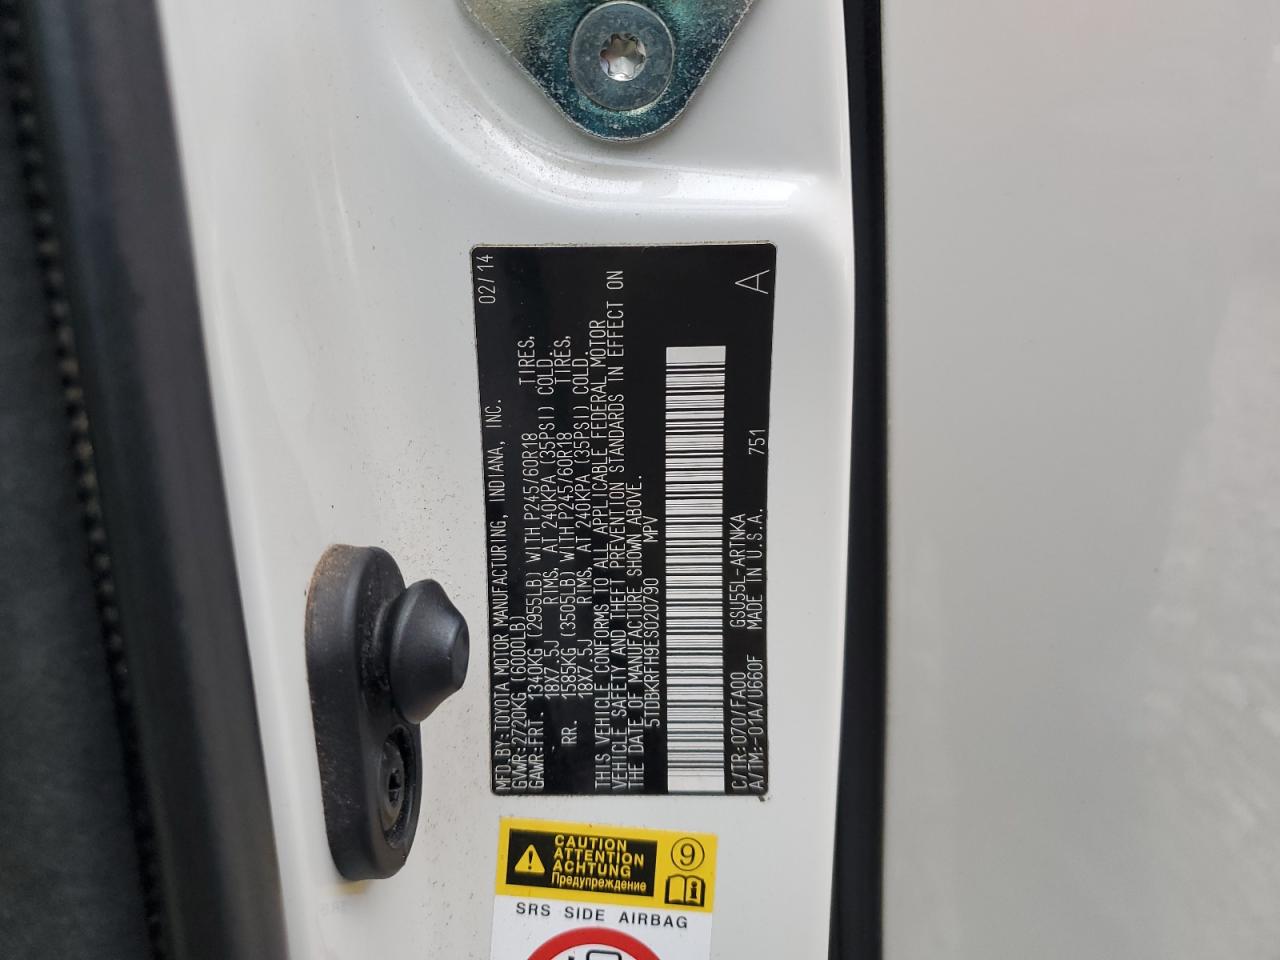 MFD.BY:TOYOTA MOTOR MANUFACTURING, INDIANA, INC. 02/14
GVWR:2720KG (6000LB)
GAWR:FRT. 1340KG (2955LB) WITH P245/60R18 TIRES,
18X7.5J RIMS, AT 240KPA (35PSI) COLD.
RR. 1585KG (3505LB) WITH P245/60R18 TIRES,
18X7.5J RIMS, AT 240KPA (35PSI) COLD.
THIS VEHICLE CONFORMS TO ALL APPLICABLE FEDERAL MOTOR
VEHICLE SAFETY AND THEFT PREVENTION STANDARDS IN EFFECT ON
THE DATE OF MANUFACTURE SHOWN ABOVE.
5TDBKRFH9ES020790 MPV
C/TR:070/FA00 GSU55L-ARTNKA
A/TM:-01A/U660F MADE IN U.S.A. 751 A
CAUTION
ATTENTION
ACHTUNG
Предупреждение
9
SRS SIDE AIRBAG